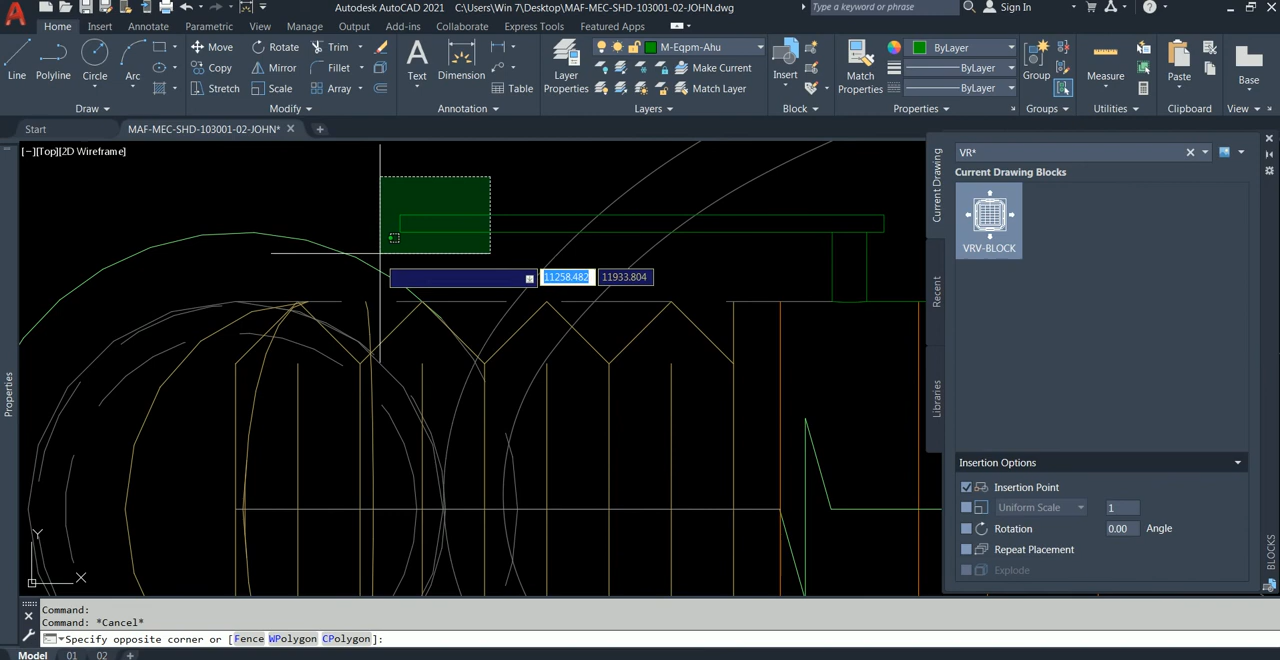 Autodesk AutoCAD 2021 C:\Users\Win 7\Desktop\MAF-MEC-SHD-103001-02-JOHN.dwg
Type a keyword or phrase
Sign In
Home Insert Annotate Parametric View Manage Output Add-ins Collaborate Express Tools Featured Apps
Line Polyline Circle Arc
Move Rotate Trim
Copy Mirror Fillet
Stretch Scale Array
Text Dimension Table
Layer Properties
M-Eqpm-Ahu
Make Current
Match Layer
Insert
Match Properties
ByLayer
ByLayer
ByLayer
Group
Measure
Paste
Base
Draw Modify Annotation Layers Block Properties Groups Utilities Clipboard View
Start MAF-MEC-SHD-103001-02-JOHN*
[−][Top][2D Wireframe]
11258.482 11933.804
Y
X
Properties
VR*
Current Drawing Blocks
VRV-BLOCK
Current Drawing
Recent
Libraries
Insertion Options
Insertion Point
Uniform Scale 1
Rotation 0.00 Angle
Repeat Placement
Explode
BLOCKS
Command:
Command: *Cancel*
Specify opposite corner or [Fence WPolygon CPolygon]:
Model 01 02